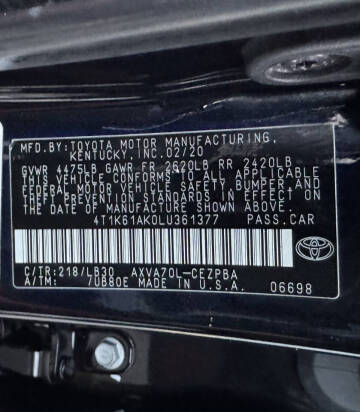 MFD.BY: TOYOTA MOTOR MANUFACTURING,
KENTUCKY, INC. 02/20
GVWR 4475LB GAWR FR 2620LB RR 2420LB
THIS VEHICLE CONFORMS TO ALL APPLICABLE
FEDERAL MOTOR VEHICLE SAFETY, BUMPER, AND
THEFT PREVENTION STANDARDS IN EFFECT ON
THE DATE OF MANUFACTURE SHOWN ABOVE.
4T1K61AK0LU361377 PASS.CAR
C/TR:218/LB30 AXVA70L-CEZPBA
A/TM: /UB80E MADE IN U.S.A. 06698